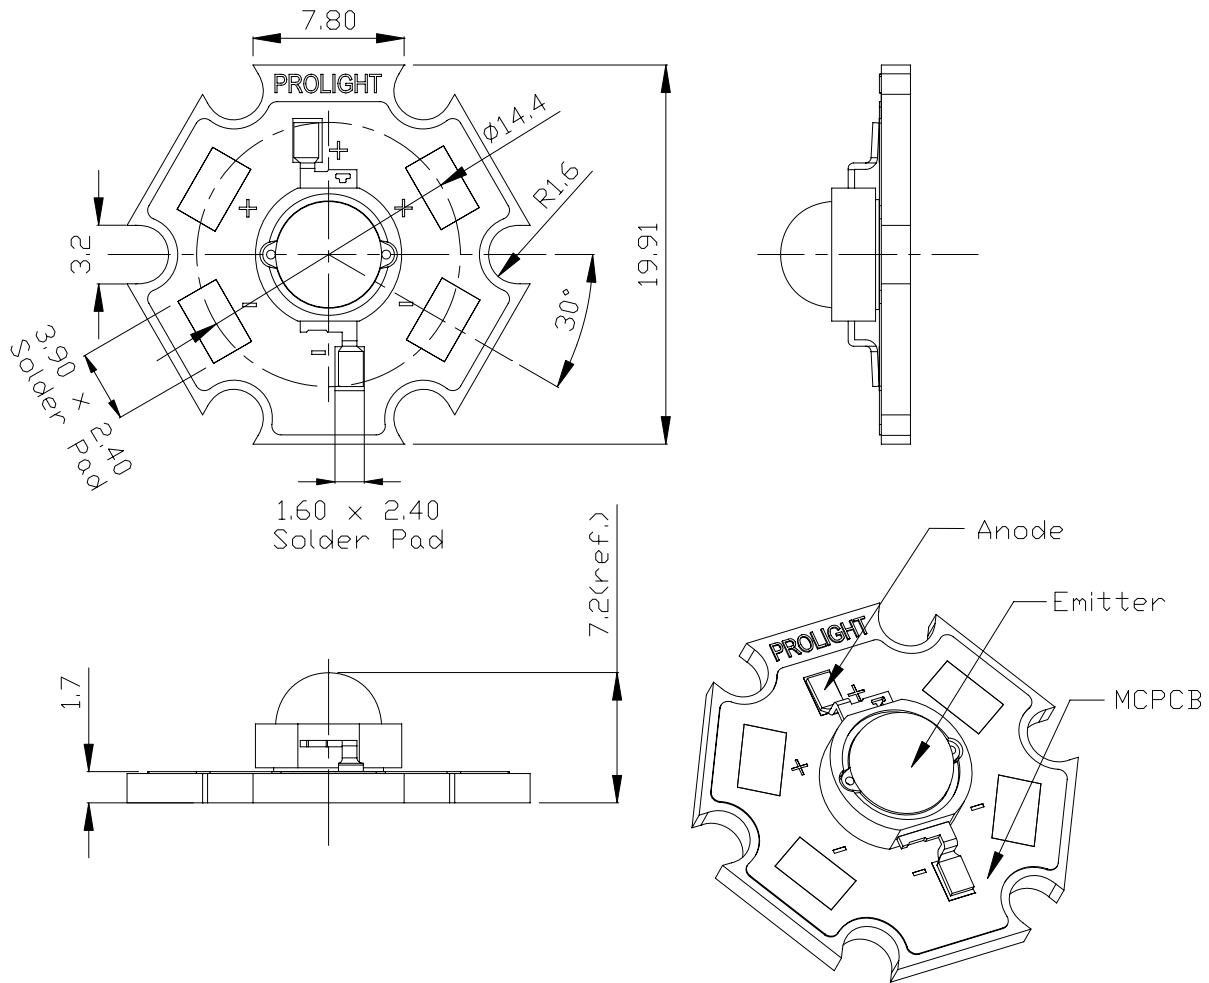 7.80
PROLIGHT
Ø14.4
R1.6
3.2
19.91
30°
3.90 x 2.40
Solder Pad
1.60 x 2.40
Solder Pad
7.2(ref.)
1.7
Anode
Emitter
MCPCB
PROLIGHT
+
+
+
-
-
-
+
+
-
-
-